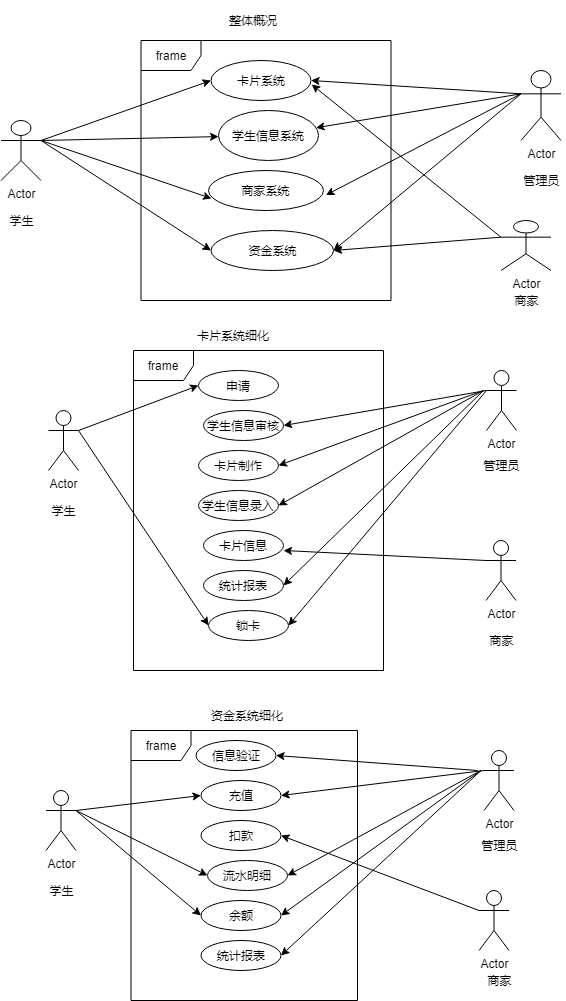 整体概况
frame
卡片系统
学生信息系统
商家系统
资金系统
Actor
学生
Actor
管理员
Actor
商家
卡片系统细化
frame
申请
学生信息审核
卡片制作
学生信息录入
卡片信息
统计报表
锁卡
Actor
学生
Actor
管理员
Actor
商家
资金系统细化
frame
信息验证
充值
扣款
流水明细
余额
统计报表
Actor
学生
Actor
管理员
Actor
商家